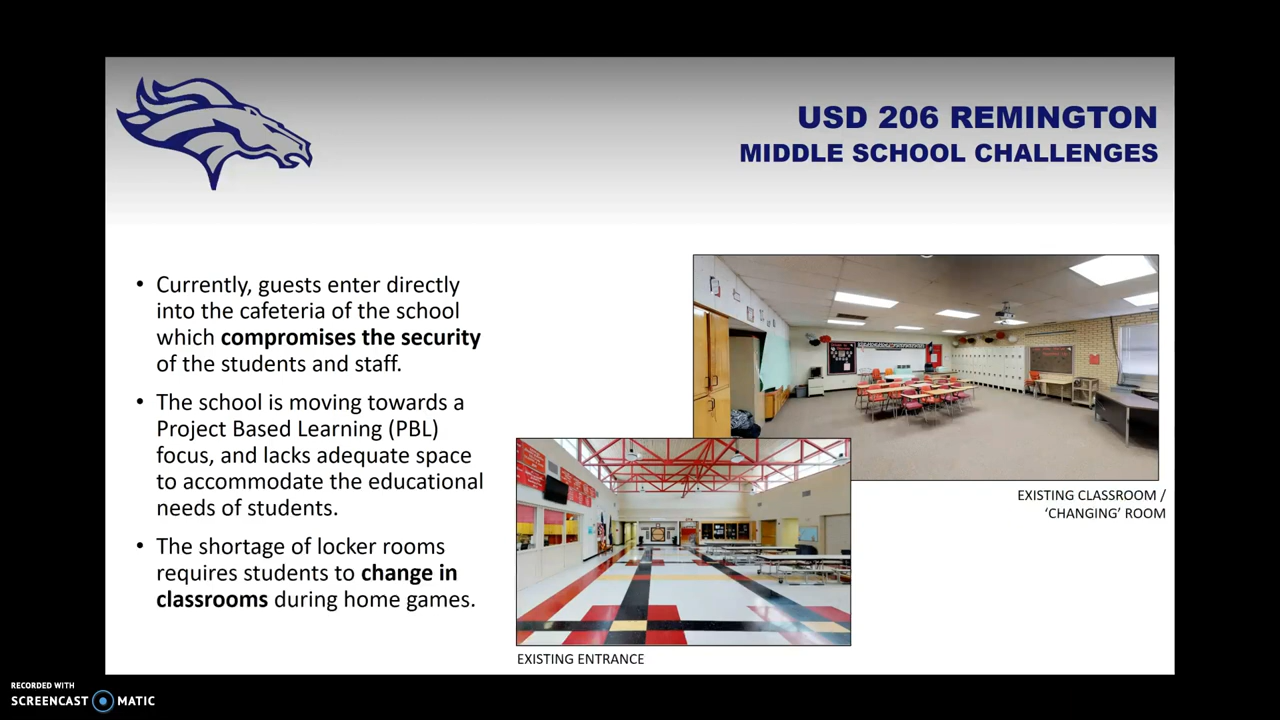 USD 206 REMINGTON
MIDDLE SCHOOL CHALLENGES
• Currently, guests enter directly
into the cafeteria of the school
which compromises the security
of the students and staff.
• The school is moving towards a
Project Based Learning (PBL)
focus, and lacks adequate space
to accommodate the educational
needs of students.
• The shortage of locker rooms
requires students to change in
classrooms during home games.
EXISTING CLASSROOM /
‘CHANGING’ ROOM
EXISTING ENTRANCE
RECORDED WITH
SCREENCAST MATIC